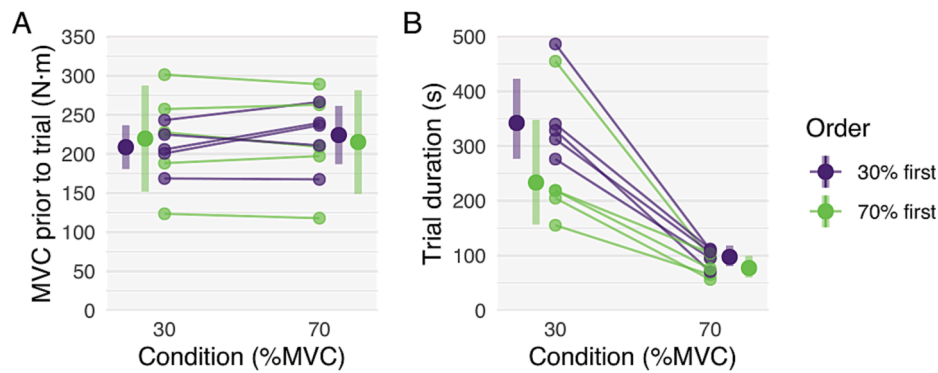 A
MVC prior to trial (N·m)
350
300
250
200
150
100
50
0
30
70
Condition (%MVC)
B
Trial duration (s)
500
400
300
200
100
0
30
70
Condition (%MVC)
Order
30% first
70% first